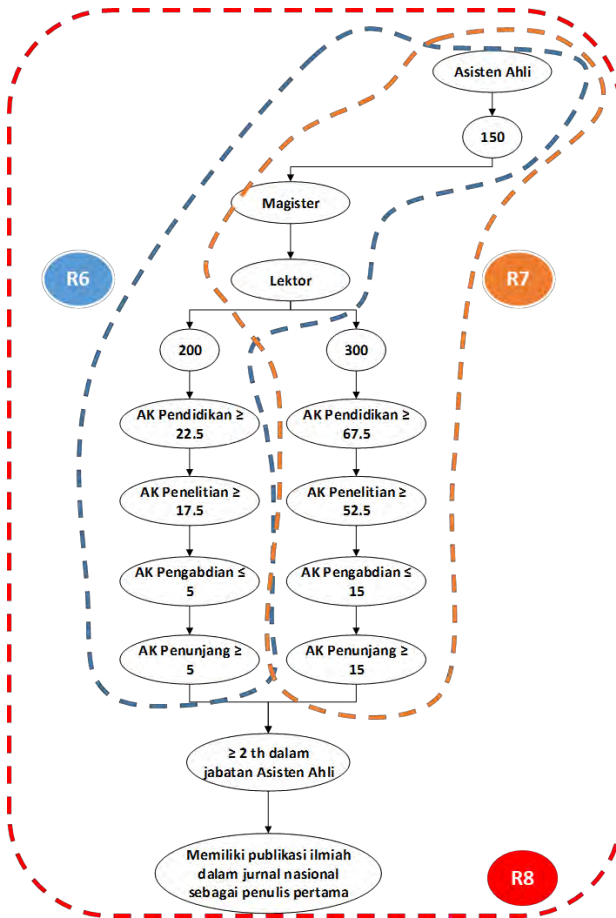 Asisten Ahli
150
Magister
R6
R7
Lektor
200
300
AK Pendidikan ≥
22.5
AK Pendidikan ≥
67.5
AK Penelitian ≥
17.5
AK Penelitian ≥
52.5
AK Pengabdian ≤
5
AK Pengabdian ≤
15
AK Penunjang ≥
5
AK Penunjang ≥
15
≥ 2 th dalam
jabatan Asisten Ahli
Memiliki publikasi ilmiah
dalam jurnal nasional
sebagai penulis pertama
R8